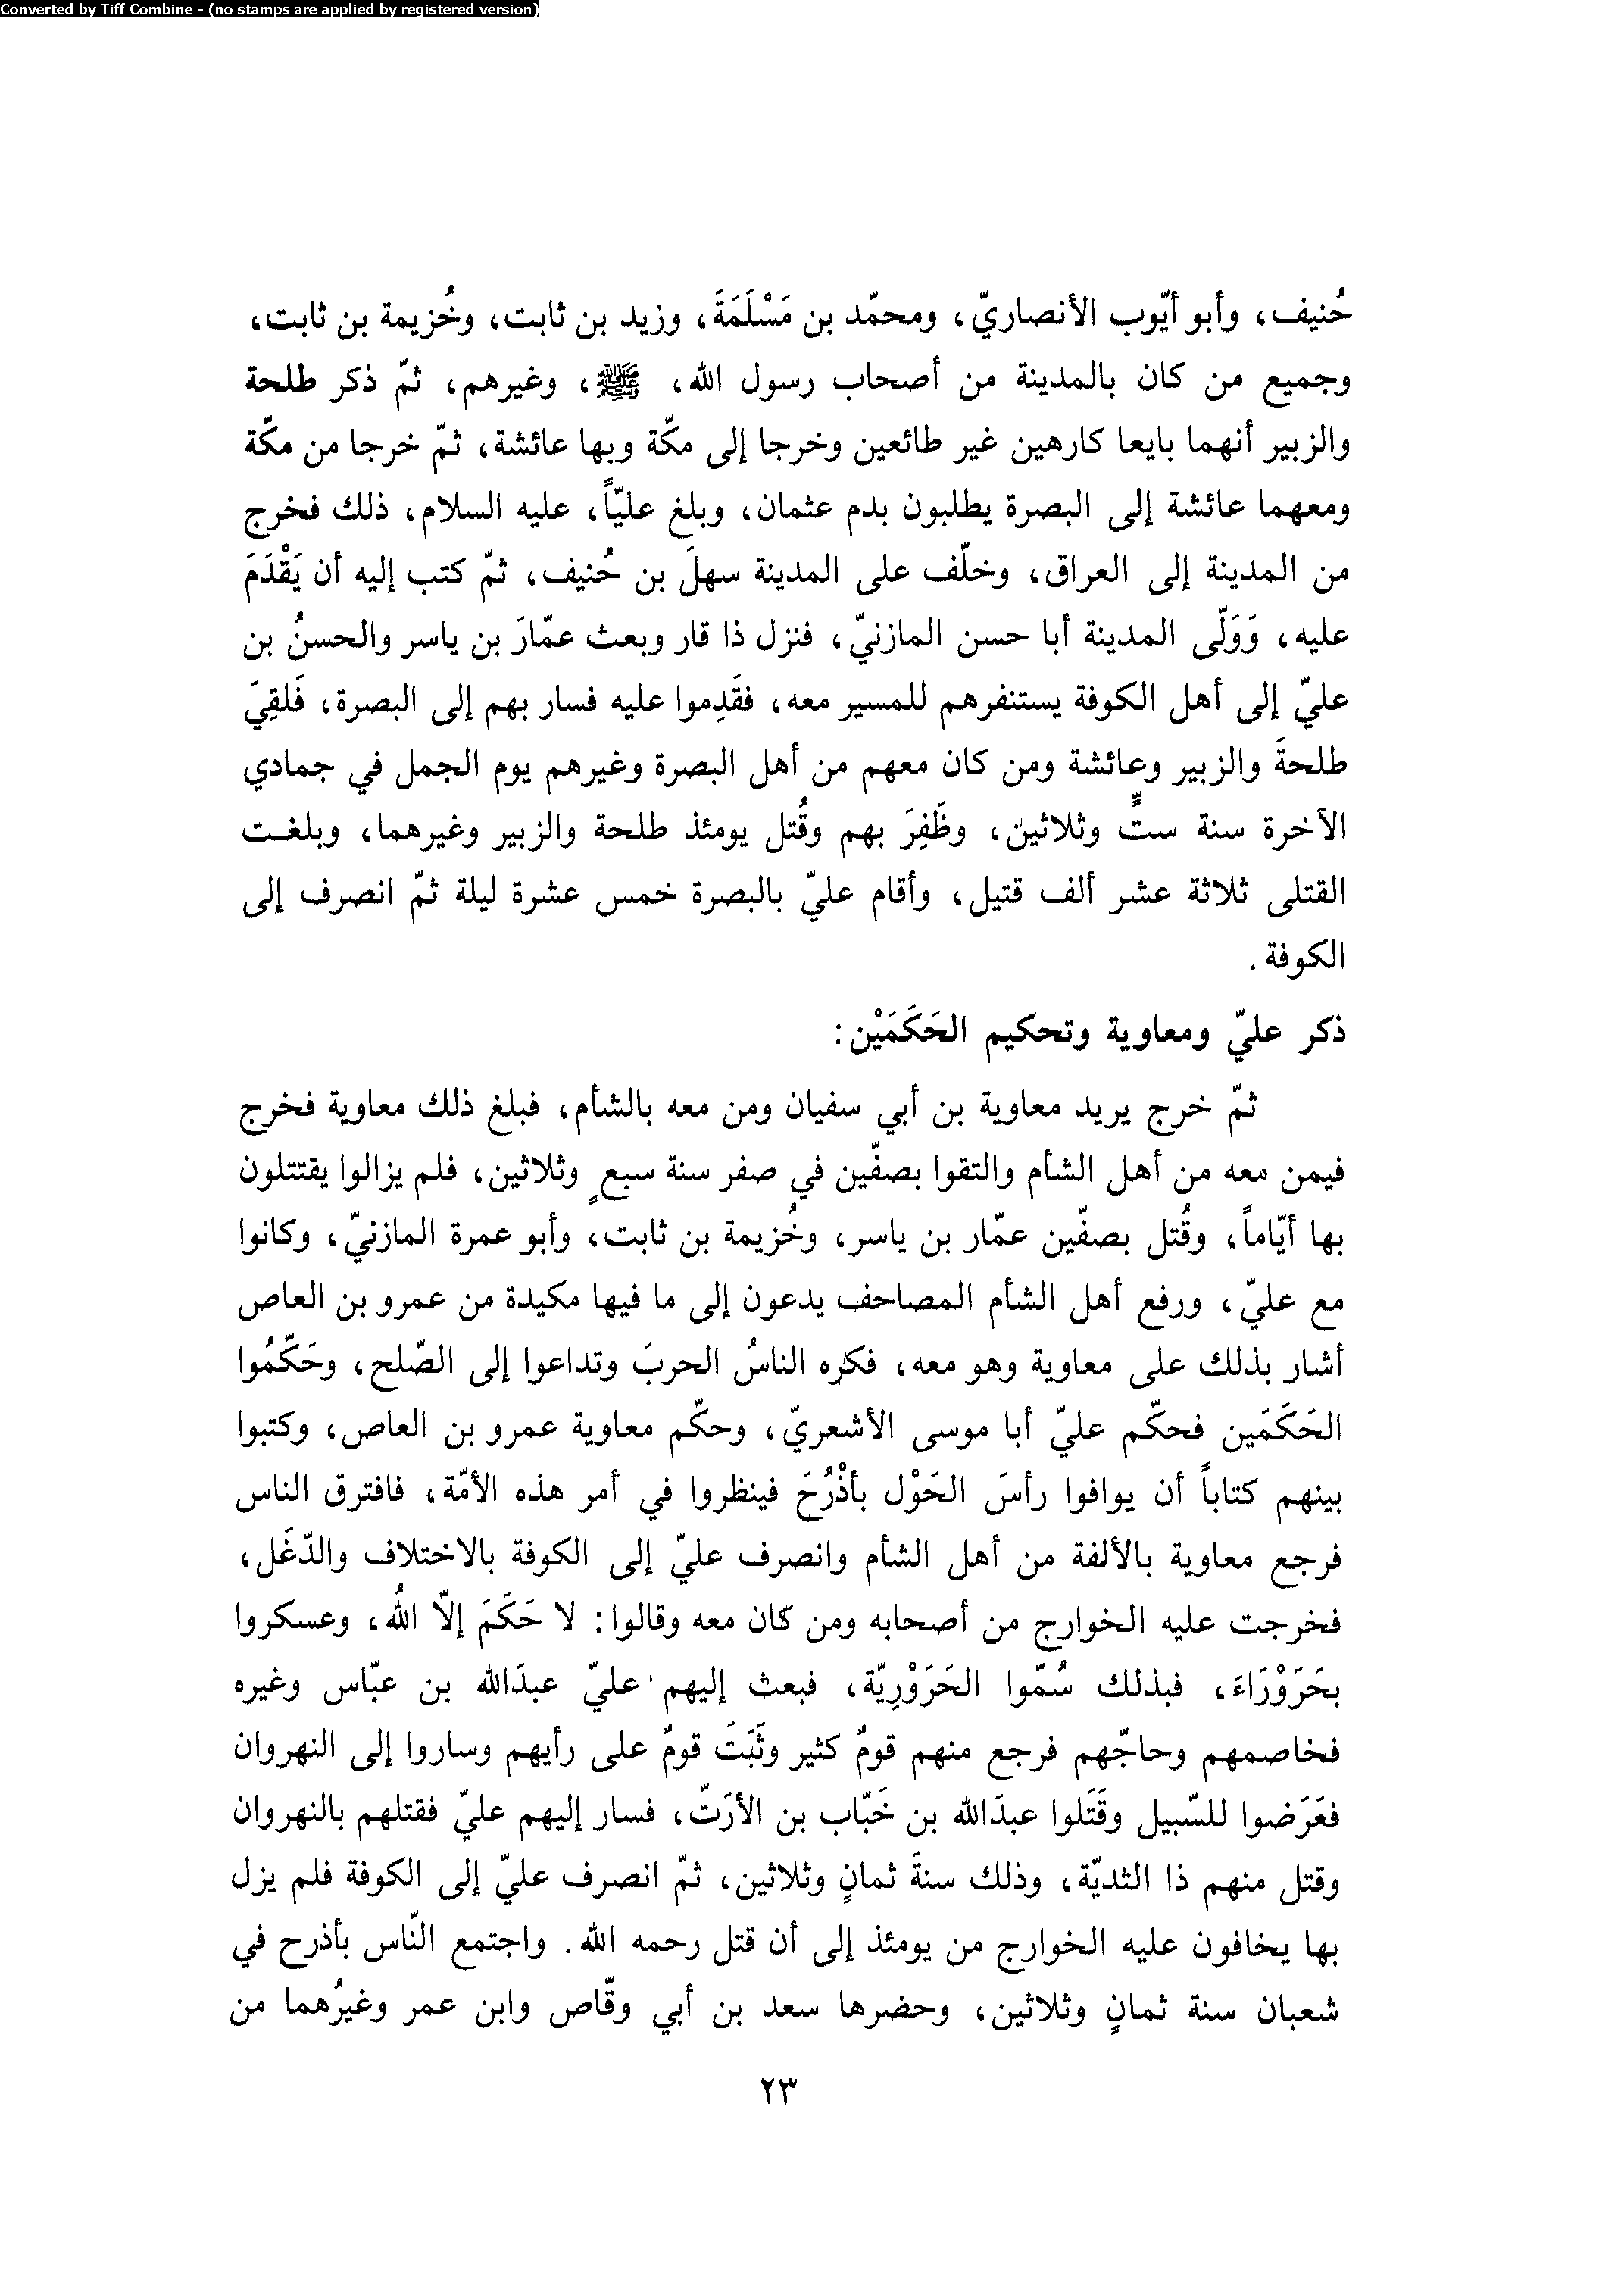 Converted by Tiff Combine - (no stamps are applied by registered version)
حُنيف، وأبو أيّوب الأنصاريّ، ومحمّد بن مَسْلَمَةَ، وزيد بن ثابت، وخُزيمة بن ثابت،
وجميع من كان بالمدينة من أصحاب رسول الله، ﷺ، وغيرهم، ثمّ ذكر طلحة
والزبير أنهما بايعا كارهين غير طائعين وخرجا إلى مكّة وبها عائشة، ثمّ خرجا من مكّة
ومعهما عائشة إلى البصرة يطلبون بدم عثمان، وبلغ عليّاً، عليه السلام، ذلك فخرج
من المدينة إلى العراق، وخلّف على المدينة سهلَ بن حُنيف، ثمّ كتب إليه أن يَقْدَمَ
عليه، وَوَلّى المدينة أبا حسن المازنيّ، فنزل ذا قار وبعث عمّارَ بن ياسر والحسنُ بن
عليّ إلى أهل الكوفة يستنفرهم للمسير معه، فقَدِموا عليه فسار بهم إلى البصرة، فَلقِيَ
طلحةَ والزبير وعائشة ومن كان معهم من أهل البصرة وغيرهم يوم الجمل في جمادي
الآخرة سنة ستٍّ وثلاثين، وظَفِرَ بهم وقُتل يومئذ طلحة والزبير وغيرهما، وبلغت
القتلى ثلاثة عشر ألف قتيل، وأقام عليّ بالبصرة خمس عشرة ليلة ثمّ انصرف إلى
الكوفة.
ذكر عليّ ومعاوية وتحكيم الحَكَمَيْن:
ثمّ خرج يريد معاوية بن أبي سفيان ومن معه بالشأم، فبلغ ذلك معاوية فخرج
فيمن معه من أهل الشأم والتقوا بصفّين في صفر سنة سبعٍ وثلاثين، فلم يزالوا يقتتلون
بها أيّاماً، وقُتل بصفّين عمّار بن ياسر، وخُزيمة بن ثابت، وأبو عمرة المازنيّ، وكانوا
مع عليّ، ورفع أهل الشأم المصاحف يدعون إلى ما فيها مكيدة من عمرو بن العاص
أشار بذلك على معاوية وهو معه، فكره الناسُ الحربَ وتداعوا إلى الصّلح، وحَكّمُوا
الحَكَمَين فحكّم عليّ أبا موسى الأشعريّ، وحكّم معاوية عمرو بن العاص، وكتبوا
بينهم كتاباً أن يوافوا رأسَ الحَوْل بأذْرُحَ فينظروا في أمر هذه الأمّة، فافترق الناس
فرجع معاوية بالألفة من أهل الشأم وانصرف عليّ إلى الكوفة بالاختلاف والدّغَل،
فخرجت عليه الخوارج من أصحابه ومن كان معه وقالوا: لا حَكَمَ إلاّ اللهُ، وعسكروا
بحَرَوْرَاءَ، فبذلك سُمّوا الحَرَوْرِيّة، فبعث إليهم عليّ عبدَالله بن عبّاس وغيره
فخاصمهم وحاجّهم فرجع منهم قومٌ كثير وثَبَتَ قومٌ على رأيهم وساروا إلى النهروان
فعَرَضوا للسّبيل وقَتَلوا عبدَالله بن خَبّاب بن الأرَتّ، فسار إليهم عليّ فقتلهم بالنهروان
وقتل منهم ذا الثديّة، وذلك سنةَ ثمانٍ وثلاثين، ثمّ انصرف عليّ إلى الكوفة فلم يزل
بها يخافون عليه الخوارج من يومئذ إلى أن قتل رحمه الله. واجتمع النّاس بأذرح في
شعبان سنة ثمانٍ وثلاثين، وحضرها سعد بن أبي وقّاص وابن عمر وغيرُهما من
٢٣